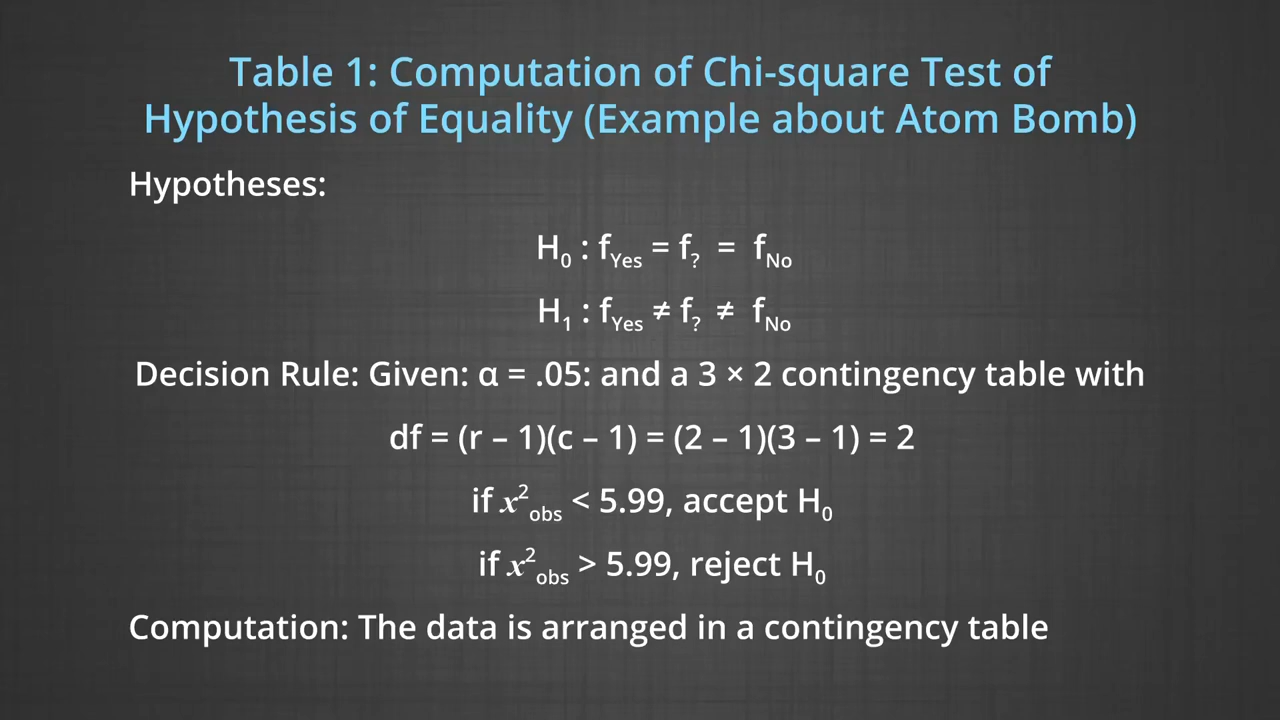 Table 1: Computation of Chi-square Test of
Hypothesis of Equality (Example about Atom Bomb)
Hypotheses:
H₀ : fYes = f? = fNo
H₁ : fYes ≠ f? ≠ fNo
Decision Rule: Given: α = .05: and a 3 × 2 contingency table with
df = (r – 1)(c – 1) = (2 – 1)(3 – 1) = 2
if x²obs < 5.99, accept H₀
if x²obs > 5.99, reject H₀
Computation: The data is arranged in a contingency table